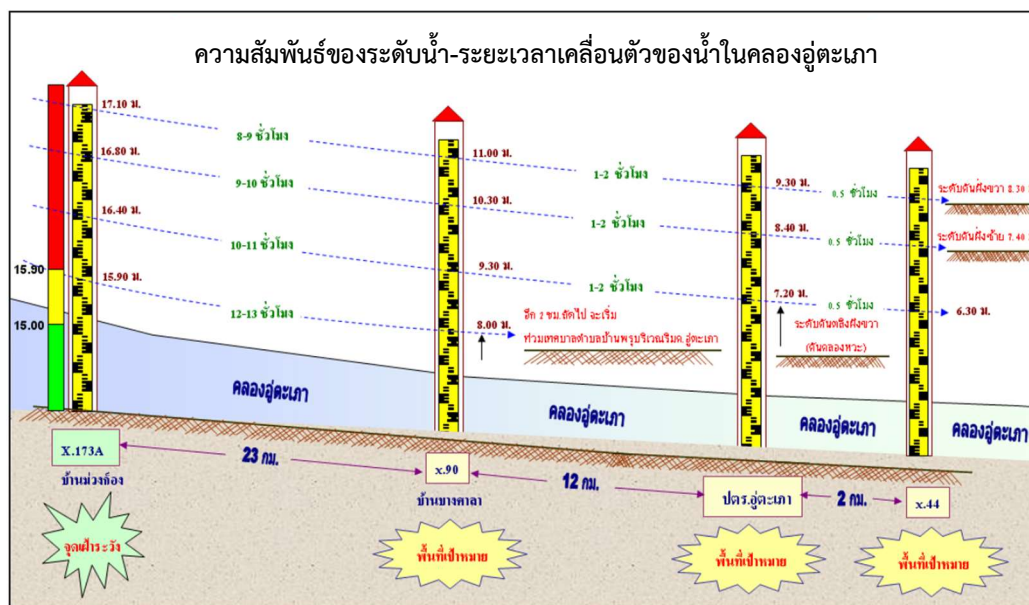 ความสัมพันธ์ของระดับน้ำ-ระยะเวลาเคลื่อนตัวของน้ำในคลองอู่ตะเภา
17.10 ม.
8-9 ชั่วโมง
11.00 ม.
1-2 ชั่วโมง
9.30 ม.
0.5 ชั่วโมง
ระดับคันฝั่งขวา 8.30
16.80 ม.
9-10 ชั่วโมง
10.30 ม.
1-2 ชั่วโมง
8.40 ม.
0.5 ชั่วโมง
ระดับคันฝั่งซ้าย 7.40
16.40 ม.
10-11 ชั่วโมง
9.30 ม.
1-2 ชั่วโมง
7.20 ม.
0.5 ชั่วโมง
6.30 ม.
15.90
15.90 ม.
12-13 ชั่วโมง
8.00 ม.
อีก 2 ชม.ถัดไป จะเริ่ม
ท่วมเทศบาลตำบลบ้านพรุบริเวณริมค.อู่ตะเภา
ระดับคันตลิ่งฝั่งขวา
(คันคลองหวะ)
15.00
คลองอู่ตะเภา
คลองอู่ตะเภา
คลองอู่ตะเภา
คลองอู่ตะเภา
X.173A
23 กม.
x.90
12 กม.
ปตร.อู่ตะเภา
2 กม.
x.44
บ้านม่วงก็อง
บ้านบางศาลา
จุดเฝ้าระวัง
พื้นที่เป้าหมาย
พื้นที่เป้าหมาย
พื้นที่เป้าหมาย